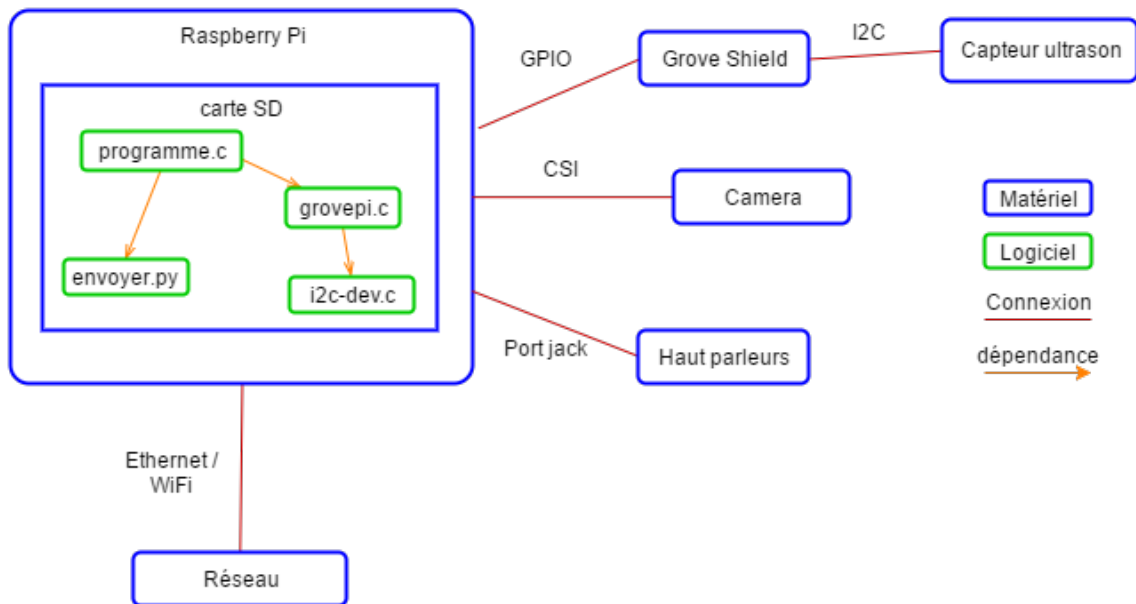 Raspberry Pi
carte SD
programme.c
grovepi.c
envoyer.py
i2c-dev.c
GPIO
Grove Shield
I2C
Capteur ultrason
CSI
Camera
Port jack
Haut parleurs
Ethernet /
WiFi
Réseau
Matériel
Logiciel
Connexion
dépendance